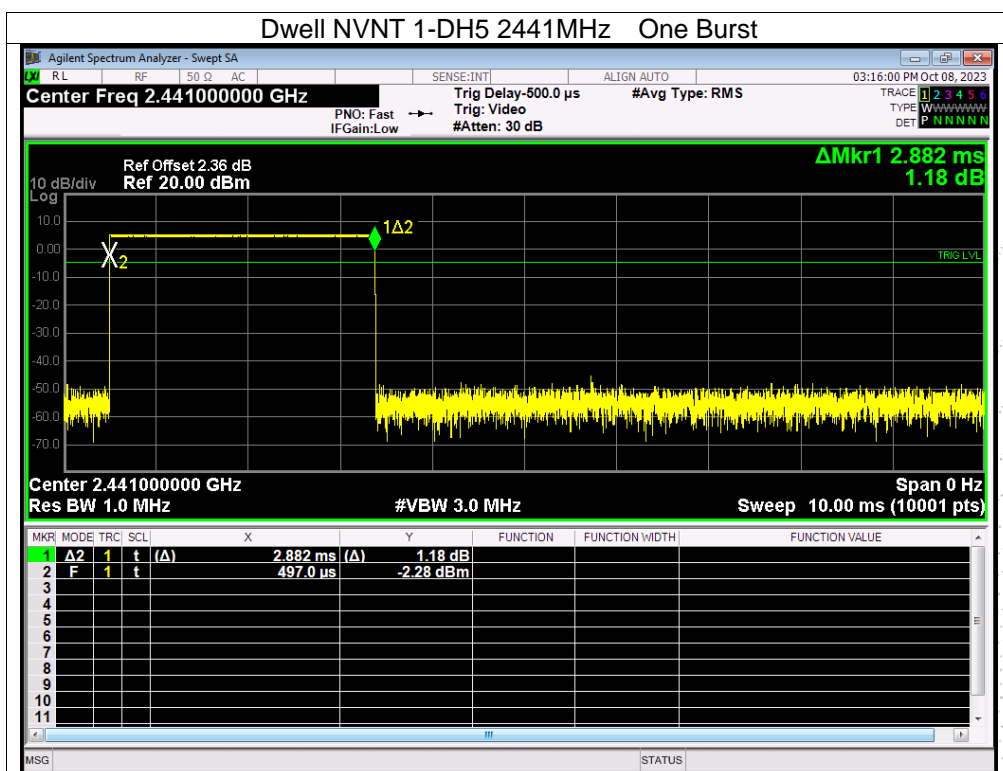 Dwell NVNT 1-DH5 2441MHz One Burst
Agilent Spectrum Analyzer - Swept SA
LXI RL RF 50 Ω AC SENSE:INT ALIGN AUTO 03:16:00 PM Oct 08, 2023
Center Freq 2.441000000 GHz Trig Delay-500.0 µs #Avg Type: RMS TRACE 1 2 3 4 5 6
PNO: Fast Trig: Video TYPE WWWWWW
IFGain:Low #Atten: 30 dB DET P N N N N N
ΔMkr1 2.882 ms
Ref Offset 2.36 dB
10 dB/div Ref 20.00 dBm 1.18 dB
Log
10.0
1Δ2
0.00
2
TRIG LVL
-10.0
-20.0
-30.0
-40.0
-50.0
-60.0
-70.0
Center 2.441000000 GHz Span 0 Hz
Res BW 1.0 MHz #VBW 3.0 MHz Sweep 10.00 ms (10001 pts)
MKR MODE TRC SCL X Y FUNCTION FUNCTION WIDTH FUNCTION VALUE
1 Δ2 1 t (Δ) 2.882 ms (Δ) 1.18 dB
2 F 1 t 497.0 µs -2.28 dBm
3
4
5
6
7
8
9
10
11
MSG STATUS